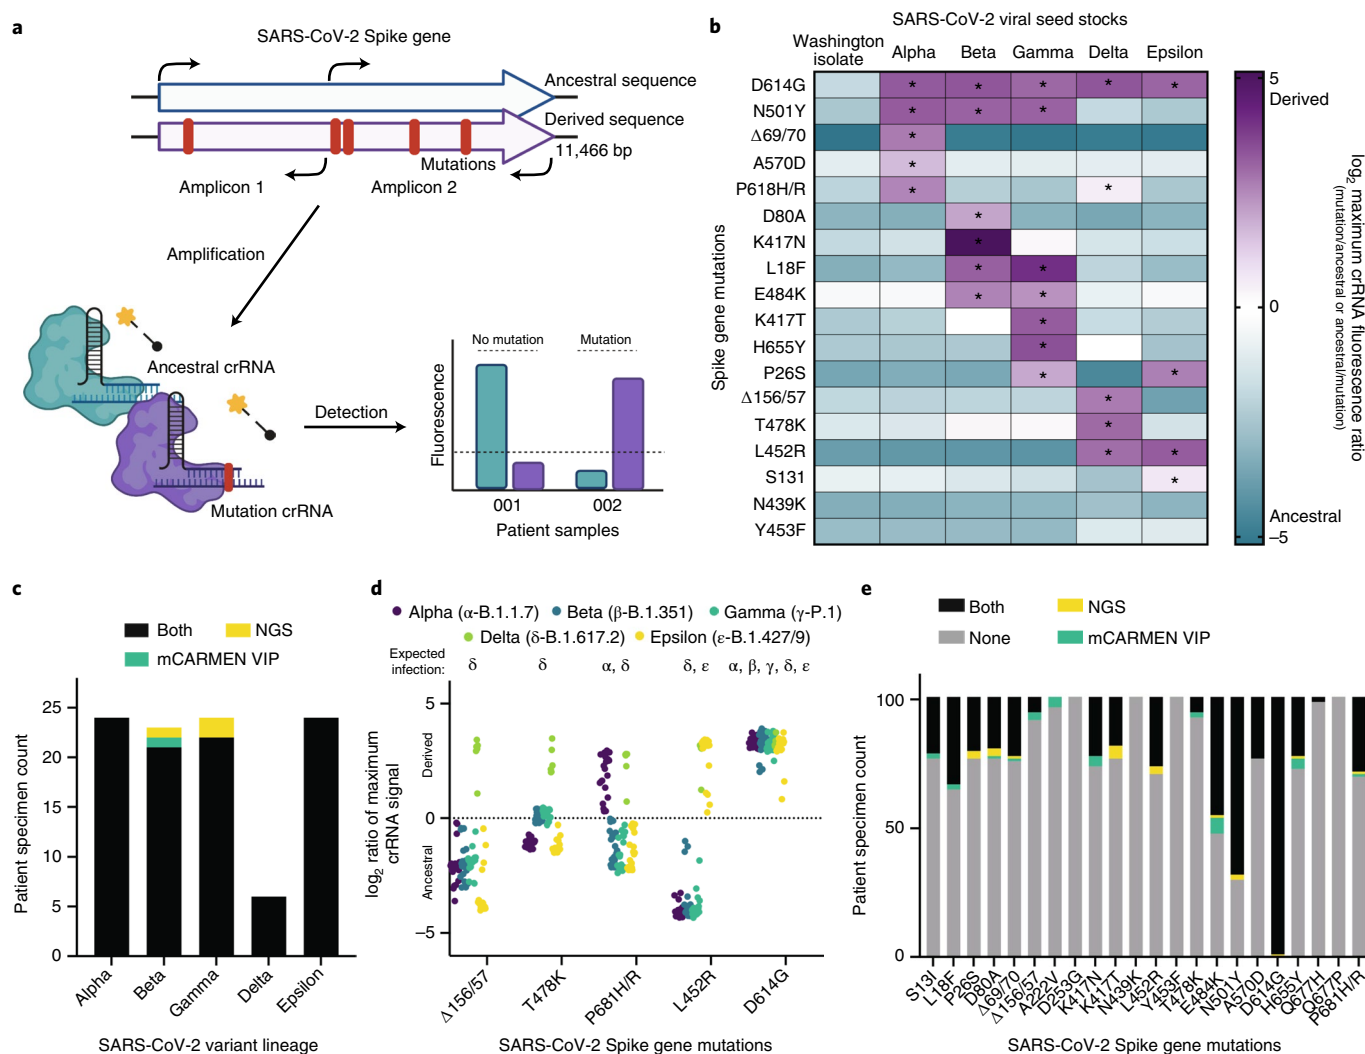 a
SARS-CoV-2 Spike gene
Ancestral sequence
Derived sequence
Mutations
11,466 bp
Amplicon 1
Amplicon 2
Amplification
Ancestral crRNA
Mutation crRNA
Detection
Fluorescence
No mutation
Mutation
001
002
Patient samples
b
SARS-CoV-2 viral seed stocks
Washington isolate
Alpha
Beta
Gamma
Delta
Epsilon
Spike gene mutations
D614G * * * * *
N501Y * * *
Δ69/70 *
A570D *
P618H/R * *
D80A *
K417N *
L18F * *
E484K * *
K417T *
H655Y *
P26S * *
Δ156/57 *
T478K *
L452R * *
S131 *
N439K
Y453F
5
Derived
0
Ancestral
−5
log2 maximum crRNA fluorescence ratio
(mutation/ancestral or ancestral/mutation)
c
Both
NGS
mCARMEN VIP
Patient specimen count
25
20
15
10
5
0
Alpha
Beta
Gamma
Delta
Epsilon
SARS-CoV-2 variant lineage
d
Alpha (α-B.1.1.7)
Beta (β-B.1.351)
Gamma (γ-P.1)
Delta (δ-B.1.617.2)
Epsilon (ε-B.1.427/9)
Expected infection:
δ
δ
α, δ
δ, ε
α, β, γ, δ, ε
log2 ratio of maximum
crRNA signal
Derived
Ancestral
5
0
−5
Δ156/57
T478K
P681H/R
L452R
D614G
SARS-CoV-2 Spike gene mutations
e
Both
NGS
None
mCARMEN VIP
Patient specimen count
100
50
0
S13I
L18F
P26S
D80A
Δ69/70
Δ156/57
A222V
D253G
K417N
K417T
N439K
L452R
Y453F
T478K
E484K
N501Y
A570D
D614G
H655Y
Q677H
Q677P
P681H/R
SARS-CoV-2 Spike gene mutations